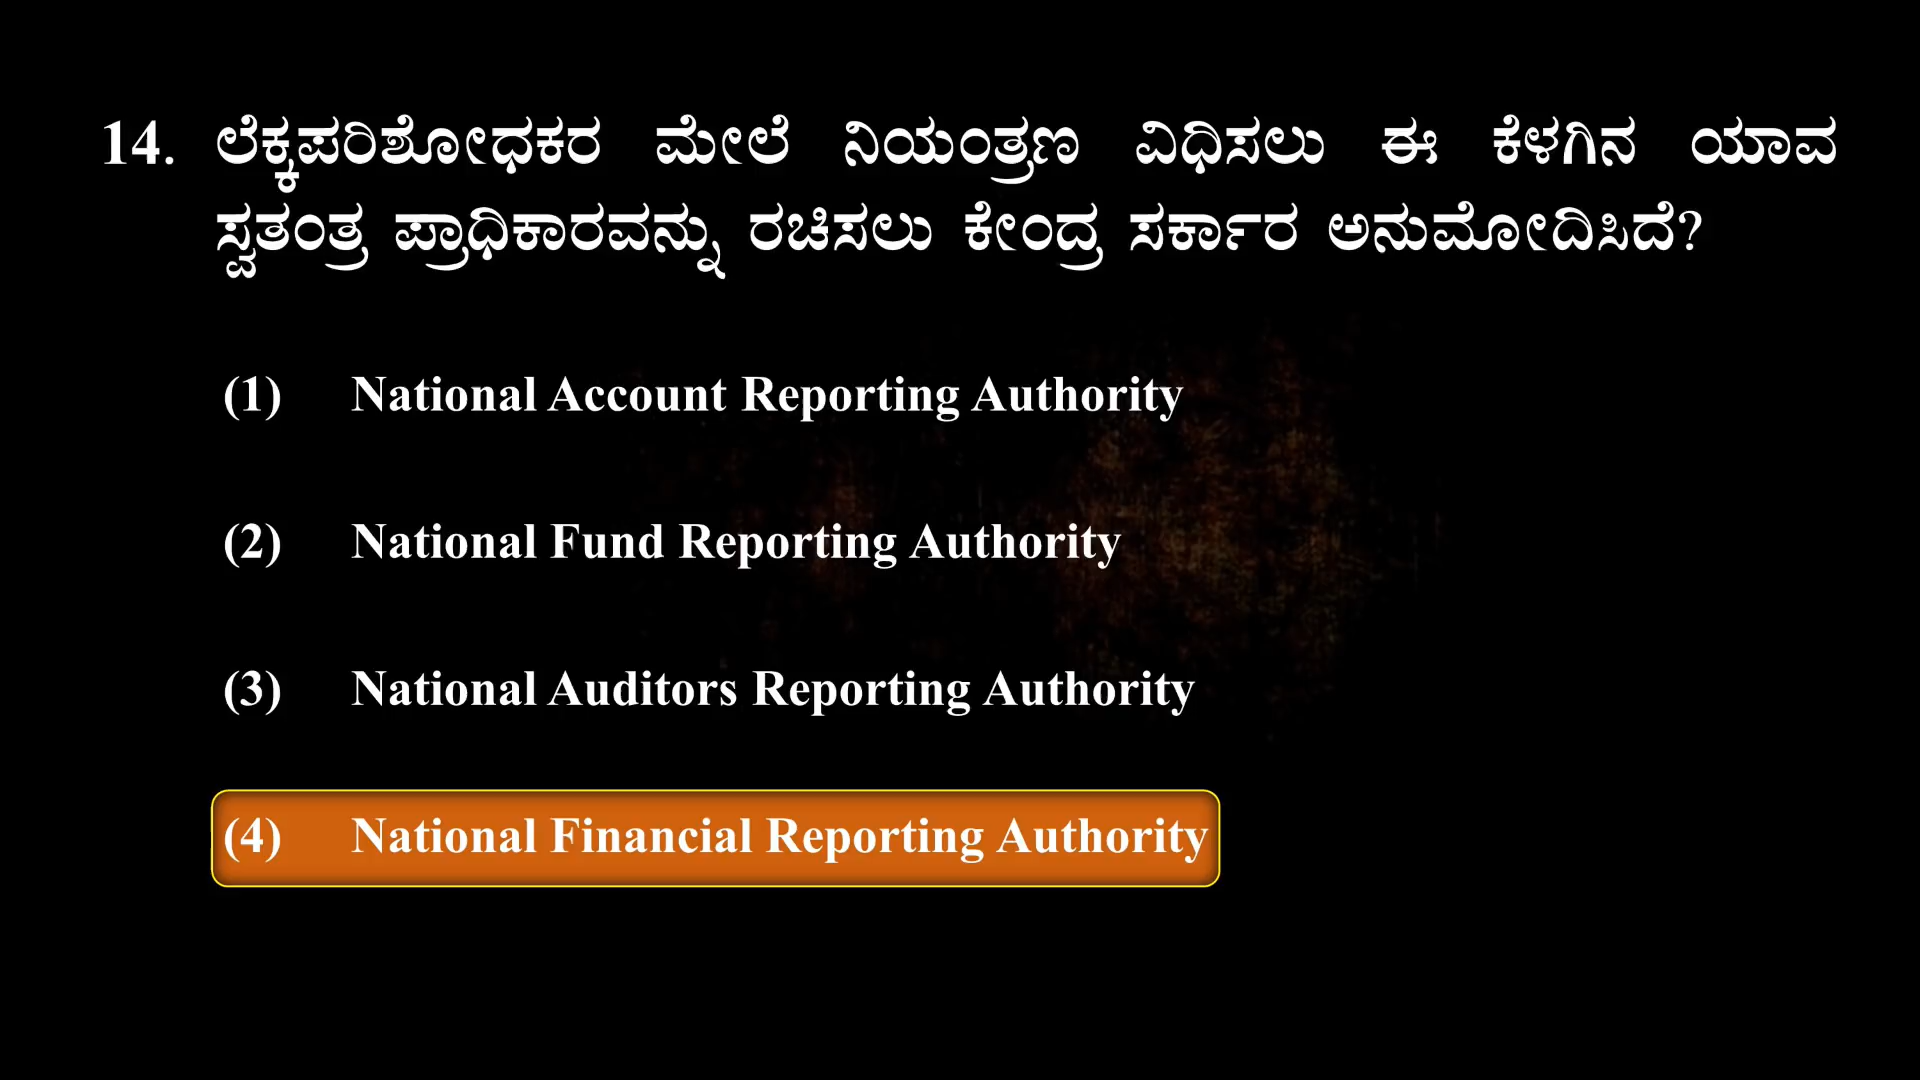 14. ಲೆಕ್ಕಪರಿಶೋಧಕರ ಮೇಲೆ ನಿಯಂತ್ರಣ ವಿಧಿಸಲು ಈ ಕೆಳಗಿನ ಯಾವ
ಸ್ವತಂತ್ರ ಪ್ರಾಧಿಕಾರವನ್ನು ರಚಿಸಲು ಕೇಂದ್ರ ಸರ್ಕಾರ ಅನುಮೋದಿಸಿದೆ?
(1) National Account Reporting Authority
(2) National Fund Reporting Authority
(3) National Auditors Reporting Authority
(4) National Financial Reporting Authority